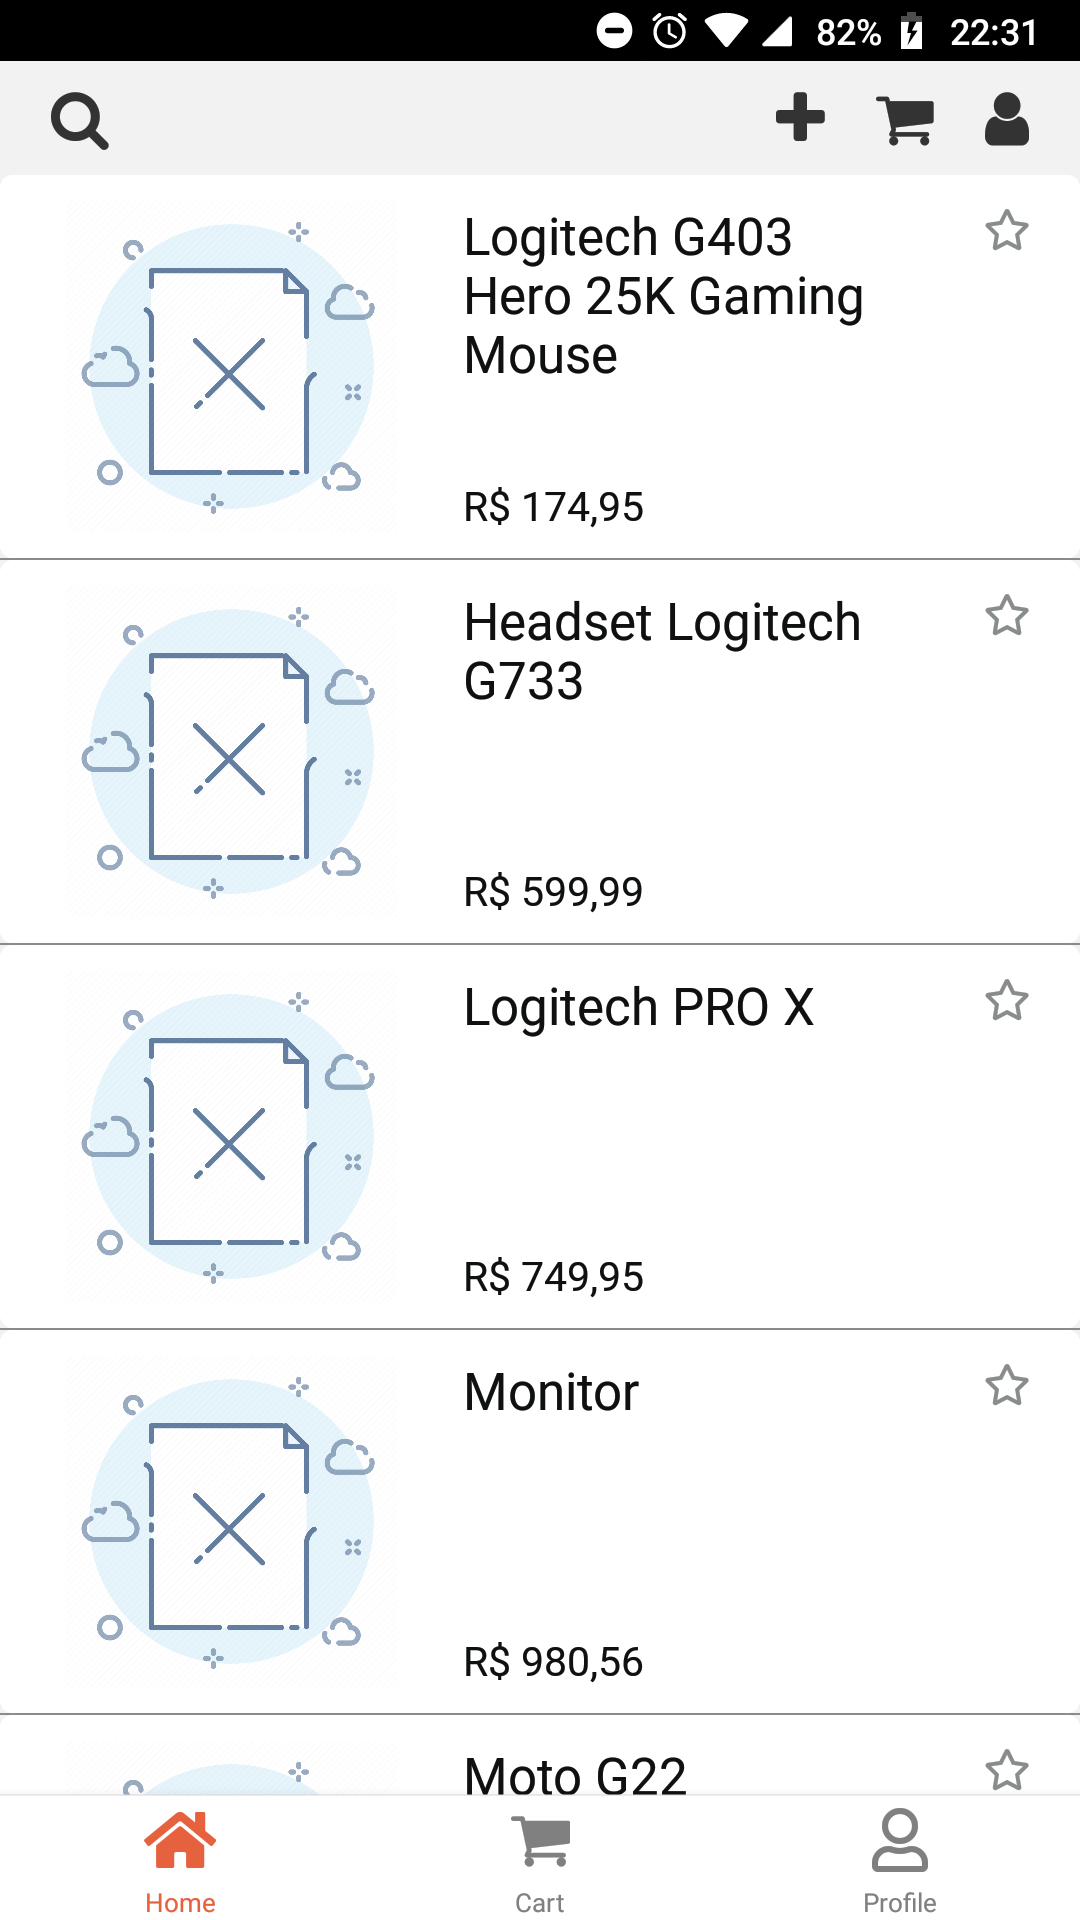 82% 22:31
Logitech G403
Hero 25K Gaming
Mouse
R$ 174,95
Headset Logitech
G733
R$ 599,99
Logitech PRO X
R$ 749,95
Monitor
R$ 980,56
Moto G22
Home
Cart
Profile